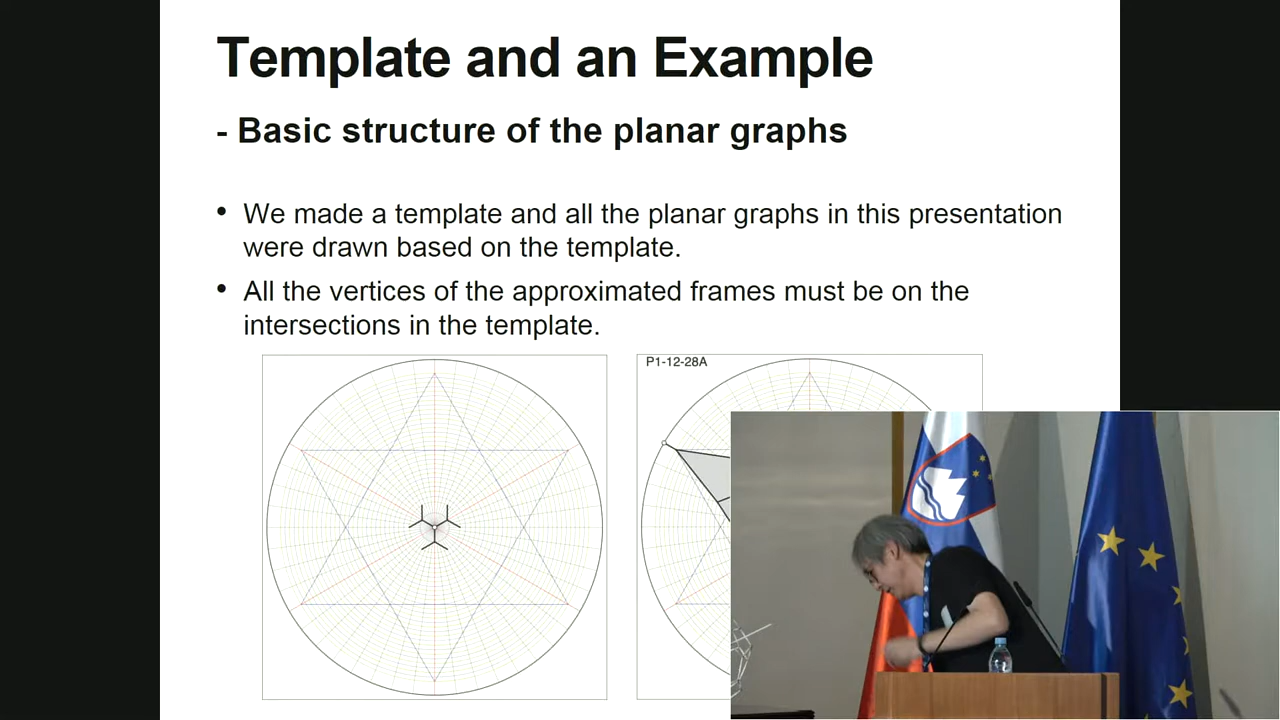 Template and an Example
- Basic structure of the planar graphs
• We made a template and all the planar graphs in this presentation
were drawn based on the template.
• All the vertices of the approximated frames must be on the
intersections in the template.
P1-12-28A